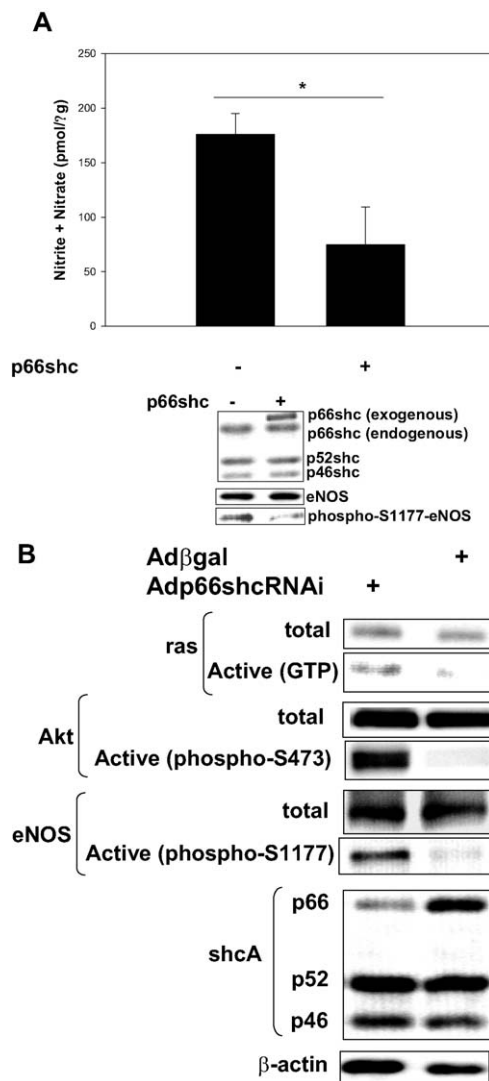 A
250
200
150
100
50
0
Nitrite + Nitrate (pmol/?g)
*
p66shc - +
p66shc - +
p66shc (exogenous)
p66shc (endogenous)
p52shc
p46shc
eNOS
phospho-S1177-eNOS
B
Adβgal +
Adp66shcRNAi +
ras
total
Active (GTP)
Akt
total
Active (phospho-S473)
eNOS
total
Active (phospho-S1177)
shcA
p66
p52
p46
β-actin